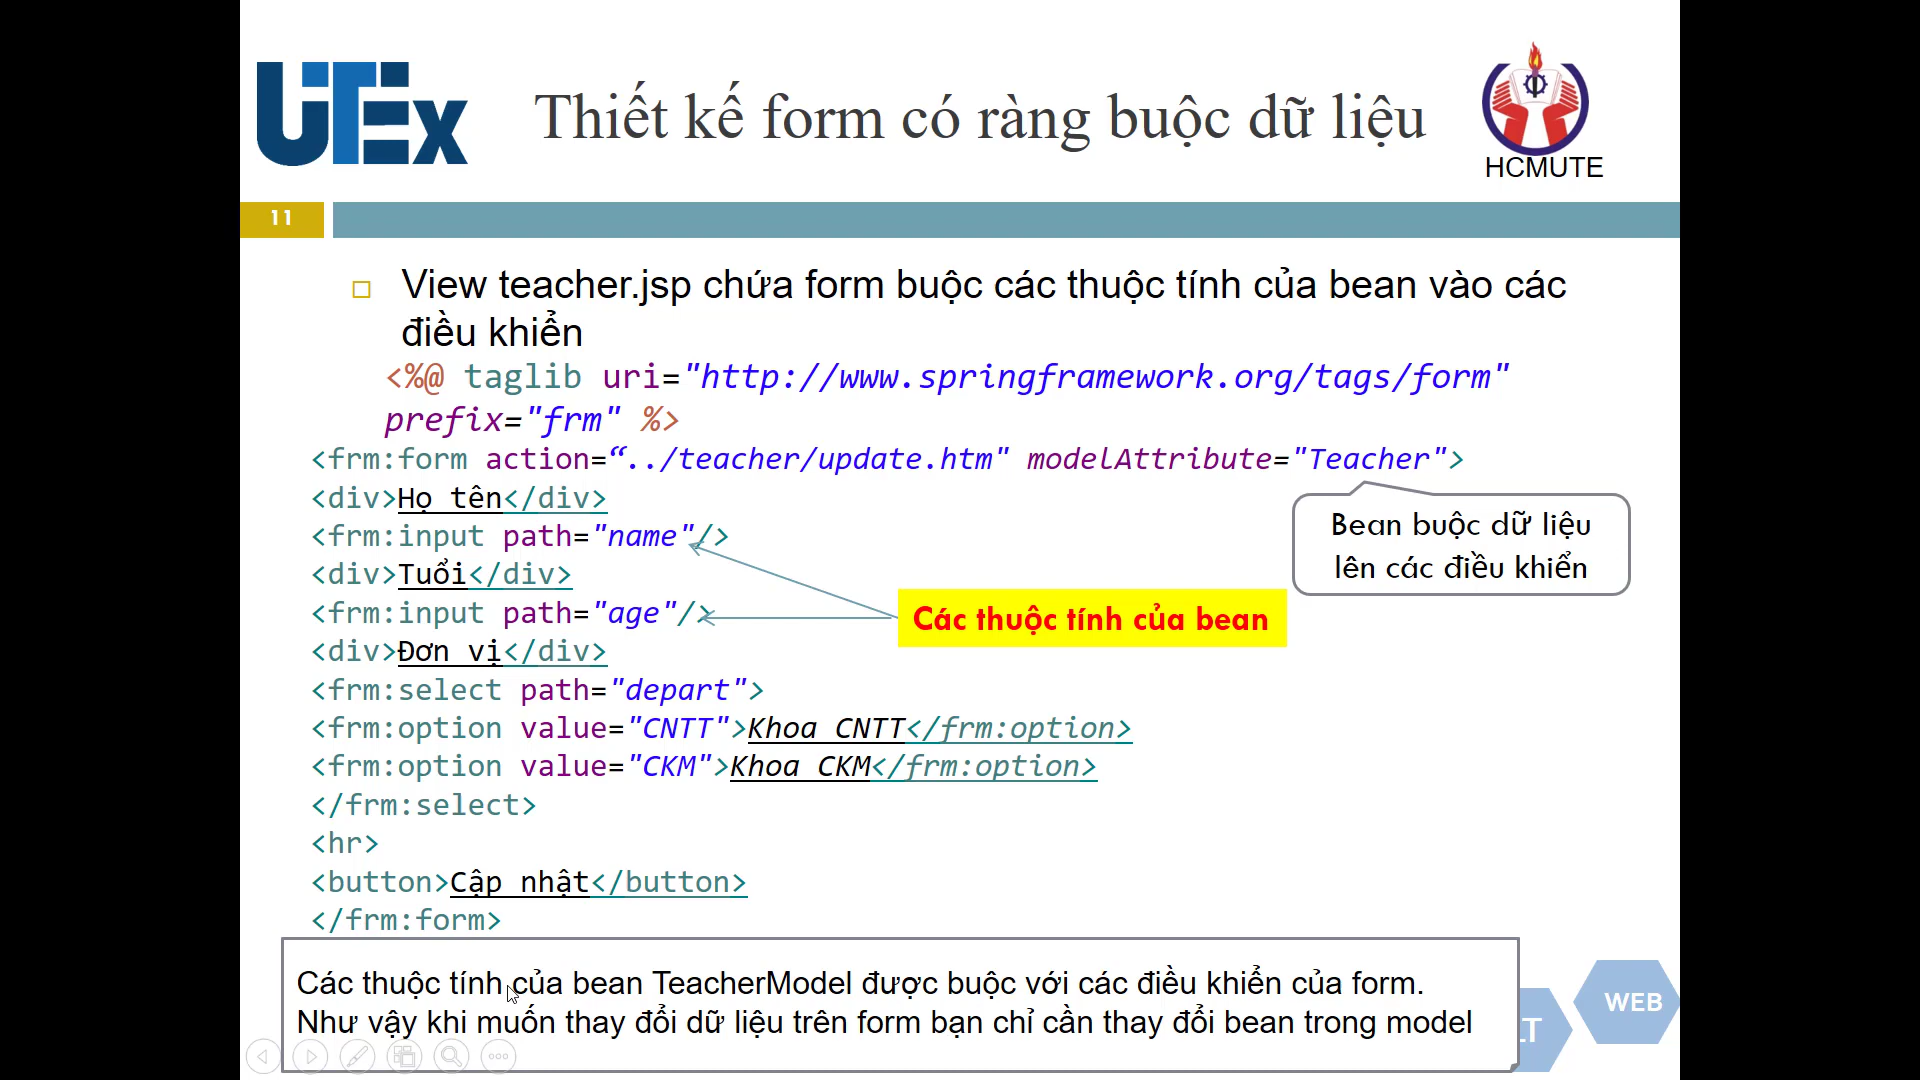 UTEx
Thiết kế form có ràng buộc dữ liệu
HCMUTE
11
View teacher.jsp chứa form buộc các thuộc tính của bean vào các
điều khiển
<%@ taglib uri="http://www.springframework.org/tags/form"
prefix="frm" %>
<frm:form action=“../teacher/update.htm" modelAttribute="Teacher">
<div>Họ tên</div>
<frm:input path="name"/>
<div>Tuổi</div>
<frm:input path="age"/>
<div>Đơn vị</div>
<frm:select path="depart">
<frm:option value="CNTT">Khoa CNTT</frm:option>
<frm:option value="CKM">Khoa CKM</frm:option>
</frm:select>
<hr>
<button>Cập nhật</button>
</frm:form>
Bean buộc dữ liệu
lên các điều khiển
Các thuộc tính của bean
Các thuộc tính của bean TeacherModel được buộc với các điều khiển của form.
Như vậy khi muốn thay đổi dữ liệu trên form bạn chỉ cần thay đổi bean trong model
WEB